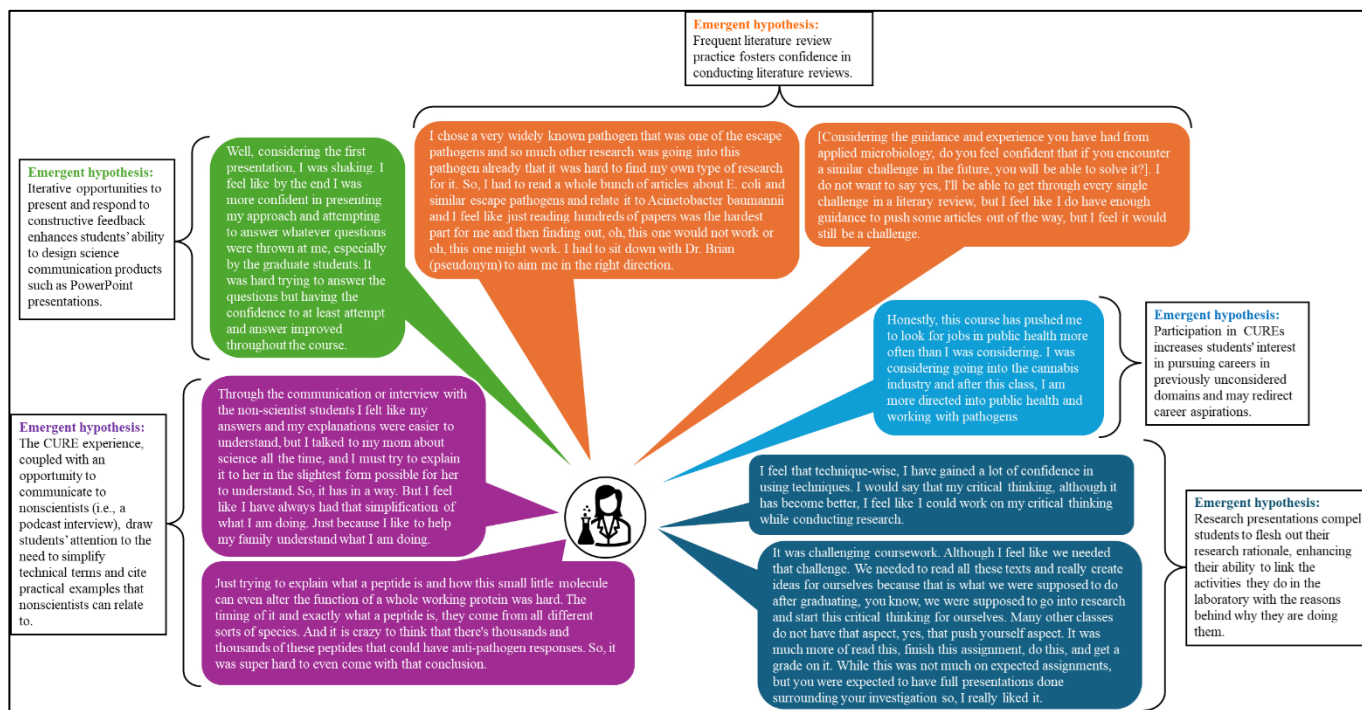 Emergent hypothesis:
Frequent literature review
practice fosters confidence in
conducting literature reviews.
Emergent hypothesis:
Iterative opportunities to
present and respond to
constructive feedback
enhances students' ability
to design science
communication products
such as PowerPoint
presentations.
Well, considering the first
presentation, I was shaking. I
feel like by the end I was
more confident in presenting
my approach and attempting
to answer whatever questions
were thrown at me, especially
by the graduate students. It
was hard trying to answer the
questions but having the
confidence to at least attempt
and answer improved
throughout the course.
I chose a very widely known pathogen that was one of the escape
pathogens and so much other research was going into this
pathogen already that it was hard to find my own type of research
for it. So, I had to read a whole bunch of articles about E. coli and
similar escape pathogens and relate it to Acinetobacter baumannii
and I feel like just reading hundreds of papers was the hardest
part for me and then finding out, oh, this one would not work or
oh, this one might work. I had to sit down with Dr. Brian
(pseudonym) to aim me in the right direction.
[Considering the guidance and experience you have had from
applied microbiology, do you feel confident that if you encounter
a similar challenge in the future, you will be able to solve it?]. I
do not want to say yes, I'll be able to get through every single
challenge in a literary review, but I feel like I do have enough
guidance to push some articles out of the way, but I feel it would
still be a challenge.
Honestly, this course has pushed me
to look for jobs in public health more
often than I was considering. I was
considering going into the cannabis
industry and after this class, I am
more directed into public health and
working with pathogens
Emergent hypothesis:
Participation in CUREs
increases students' interest
in pursuing careers in
previously unconsidered
domains and may redirect
career aspirations.
Emergent hypothesis:
The CURE experience,
coupled with an
opportunity to
communicate to
nonscientists (i.e., a
podcast interview), draw
students' attention to the
need to simplify
technical terms and cite
practical examples that
nonscientists can relate
to.
Through the communication or interview with
the non-scientist students I felt like my
answers and my explanations were easier to
understand, but I talked to my mom about
science all the time, and I must try to explain
it to her in the slightest form possible for her
to understand. So, it has in a way. But I feel
like I have always had that simplification of
what I am doing. Just because I like to help
my family understand what I am doing.
Just trying to explain what a peptide is and how this small little molecule
can even alter the function of a whole working protein was hard. The
timing of it and exactly what a peptide is, they come from all different
sorts of species. And it is crazy to think that there's thousands and
thousands of these peptides that could have anti-pathogen responses. So, it
was super hard to even come with that conclusion.
I feel that technique-wise, I have gained a lot of confidence in
using techniques. I would say that my critical thinking, although it
has become better, I feel like I could work on my critical thinking
while conducting research.
It was challenging coursework. Although I feel like we needed
that challenge. We needed to read all these texts and really create
ideas for ourselves because that is what we were supposed to do
after graduating, you know, we were supposed to go into research
and start this critical thinking for ourselves. Many other classes
do not have that aspect, yes, that push yourself aspect. It was
much more of read this, finish this assignment, do this, and get a
grade on it. While this was not much on expected assignments,
but you were expected to have full presentations done
surrounding your investigation so, I really liked it.
Emergent hypothesis:
Research presentations compel
students to flesh out their
research rationale, enhancing
their ability to link the
activities they do in the
laboratory with the reasons
behind why they are doing
them.